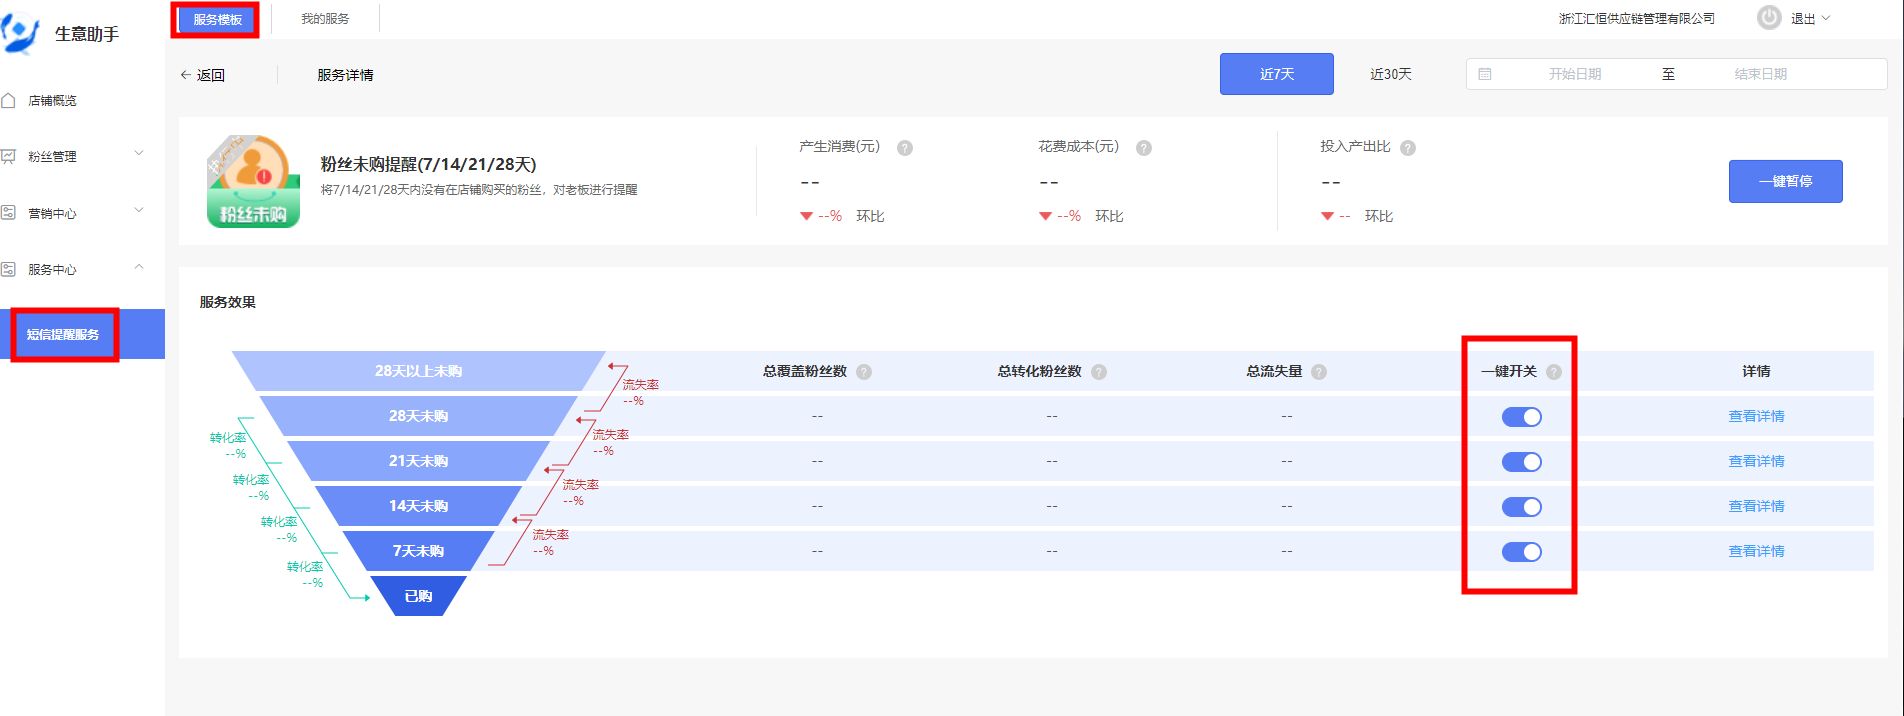 生意助手
服务模板
我的服务
浙江汇恒供应链管理有限公司
退出
店铺概览
粉丝管理
营销中心
服务中心
短信提醒服务
返回
服务详情
近7天
近30天
开始日期 至 结束日期
粉丝未购
粉丝未购提醒(7/14/21/28天)
将7/14/21/28天内没有在店铺购买的粉丝，对老板进行提醒
产生消费(元) ?
--
--% 环比
花费成本(元) ?
--
--% 环比
投入产出比 ?
--
-- 环比
一键暂停
服务效果
28天以上未购 总覆盖粉丝数 ? 总转化粉丝数 ? 总流失量 ? 一键开关 ? 详情
流失率
--%
28天未购 -- -- -- 查看详情
转化率
--%
流失率
--%
21天未购 -- -- -- 查看详情
转化率
--%
流失率
--%
14天未购 -- -- -- 查看详情
转化率
--%
流失率
--%
7天未购 -- -- -- 查看详情
转化率
--%
已购